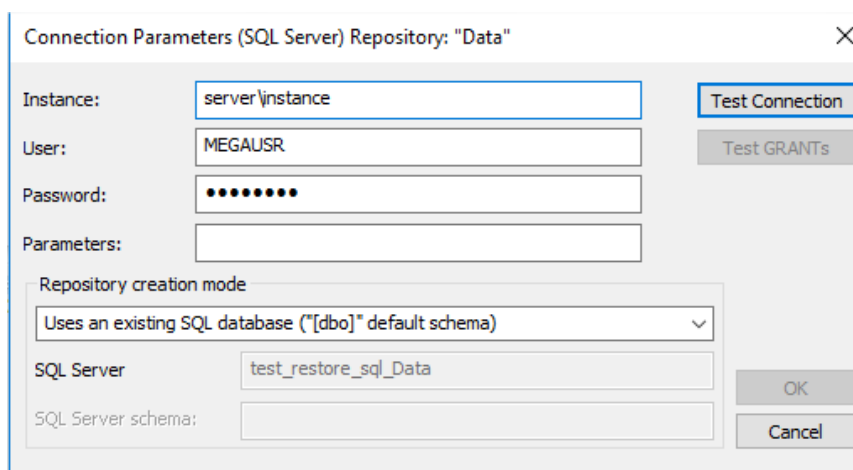 Connection Parameters (SQL Server) Repository: "Data"
Instance: server\instance Test Connection
User: MEGAUSR Test GRANTs
Password: ●●●●●●●●
Parameters:
Repository creation mode
Uses an existing SQL database ("[dbo]" default schema)
SQL Server test_restore_sql_Data
SQL Server schema:
OK
Cancel